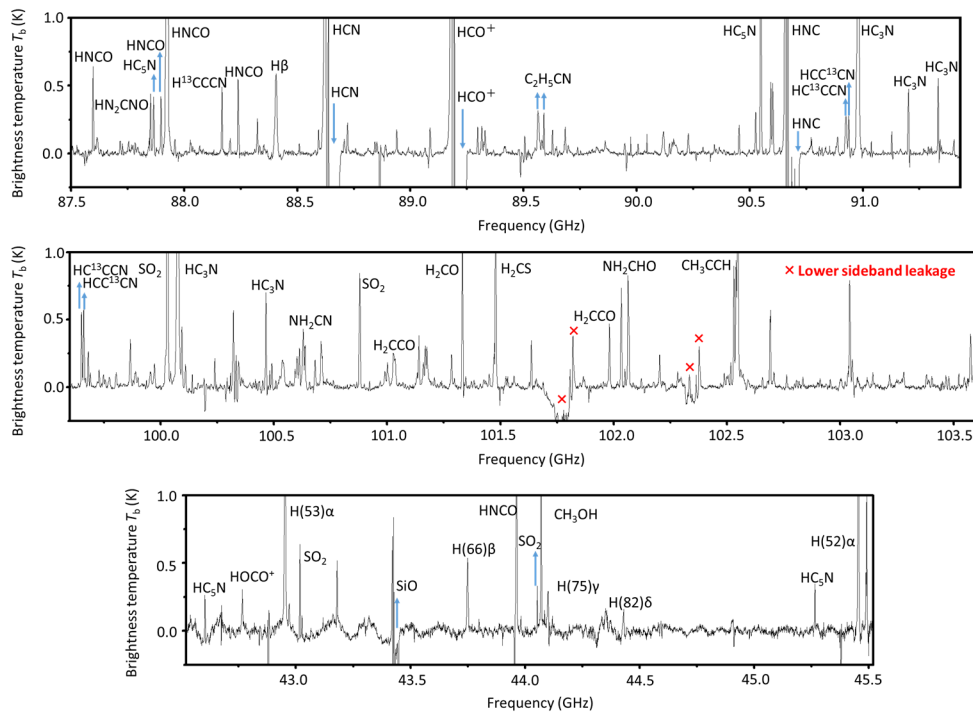 Brightness temperature Tb (K)
1.0
0.5
0.0
HNCO
HNCO
HC5N
HN2CNO
HNCO
H13CCCN
HNCO
Hβ
HCN
HCN
HCO+
HCO+
C2H5CN
HC5N
HNC
HCC13CN
HC13CCN
HNC
HC3N
HC3N
HC3N
87.5 88.0 88.5 89.0 89.5 90.0 90.5 91.0
Frequency (GHz)
Brightness temperature Tb (K)
1.0
0.5
0.0
HC13CCN
HCC13CN
SO2
HC3N
HC3N
NH2CN
SO2
H2CCO
H2CO
H2CS
H2CCO
NH2CHO
CH3CCH
× Lower sideband leakage
100.0 100.5 101.0 101.5 102.0 102.5 103.0 103.5
Frequency (GHz)
Brightness temperature Tb (K)
1.0
0.5
0.0
HC5N
HOCO+
H(53)α
SO2
SiO
H(66)β
HNCO
SO2
CH3OH
H(75)γ
H(82)δ
HC5N
H(52)α
43.0 43.5 44.0 44.5 45.0 45.5
Frequency (GHz)